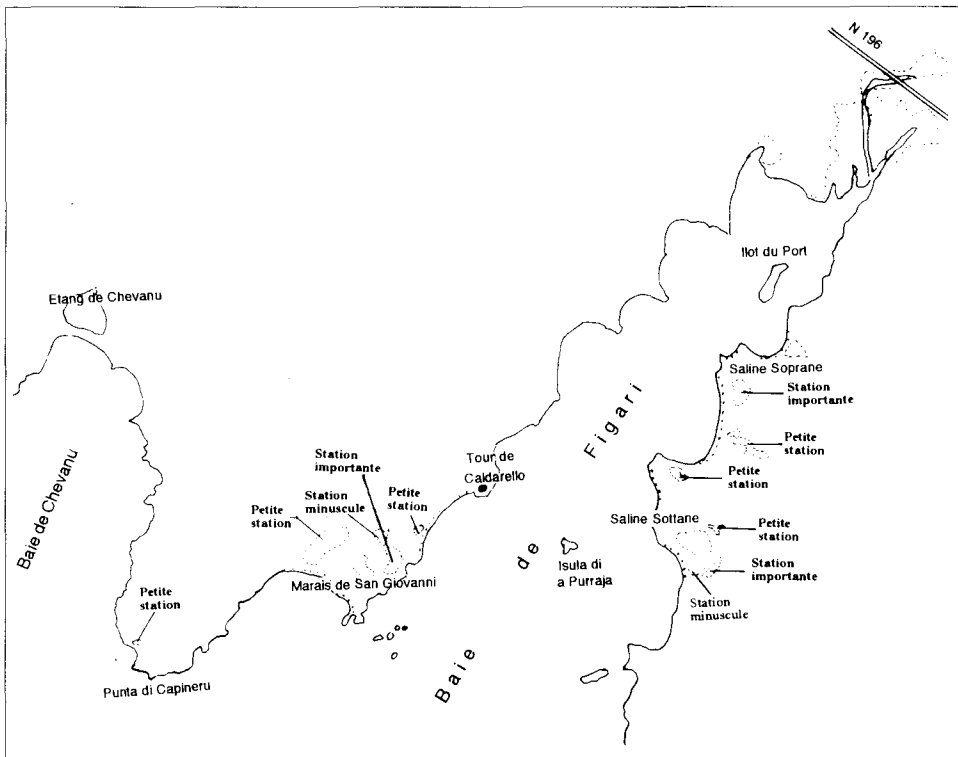 N 196
Ilot du Port
Etang de Chevanu
Saline Soprane
Station
importante
Figari
Petite
station
Tour de
Caldarello
Station
importante
Petite
station
Station
minuscule
Petite
station
Petite
station
Baie de Chevanu
Saline Sottane
Petite
station
de
Isula di
a Purraja
Station
importante
Marais de San Giovanni
Petite
station
Station
minuscule
Baie
Punta di Capineru